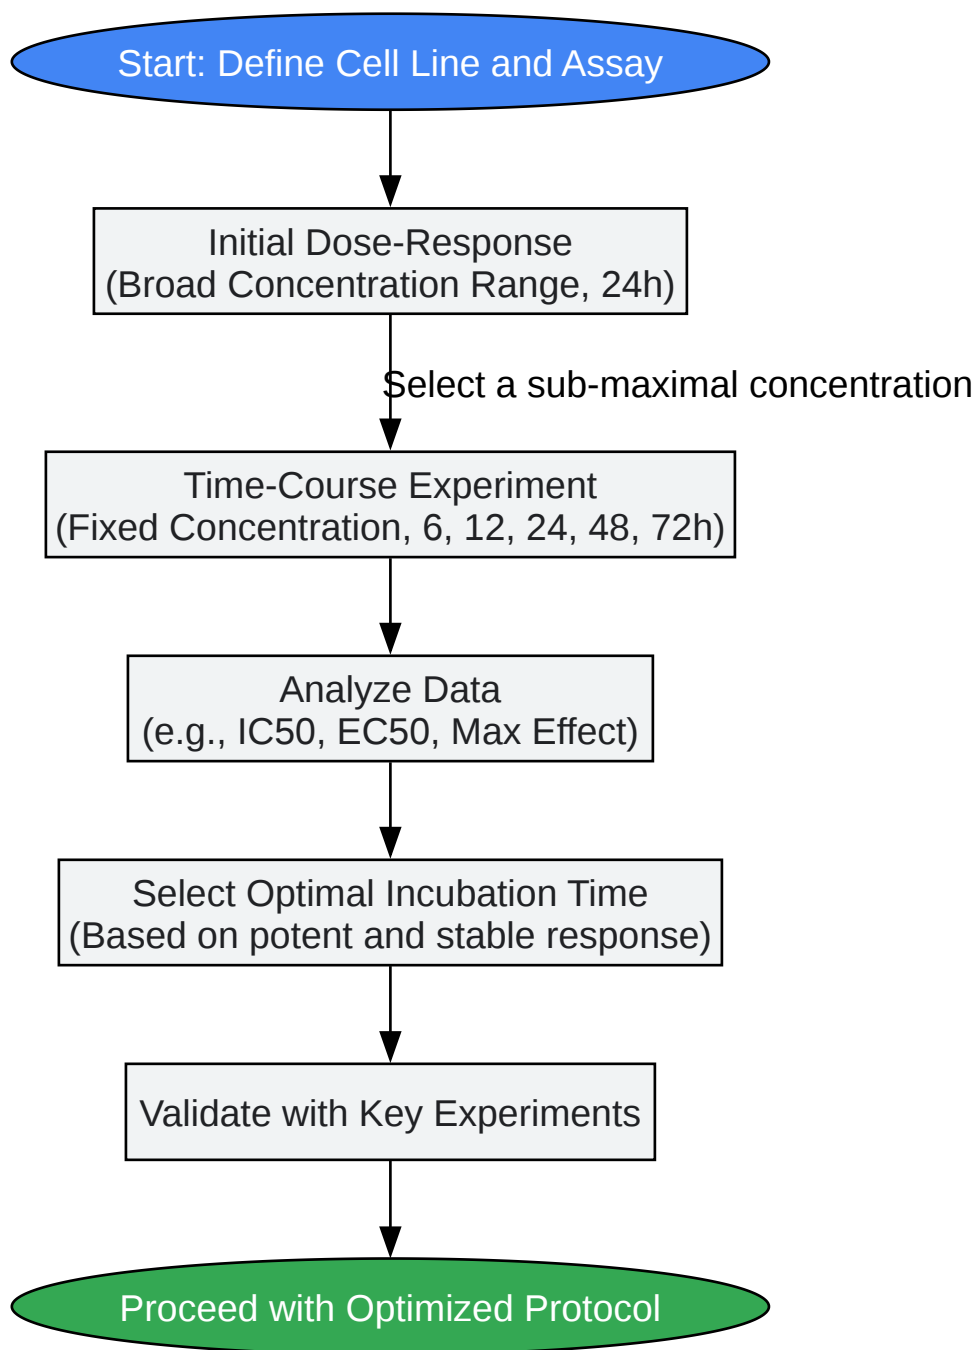 Start: Define Cell Line and Assay
Initial Dose-Response
(Broad Concentration Range, 24h)
Select a sub-maximal concentration
Time-Course Experiment
(Fixed Concentration, 6, 12, 24, 48, 72h)
Analyze Data
(e.g., IC50, EC50, Max Effect)
Select Optimal Incubation Time
(Based on potent and stable response)
Validate with Key Experiments
Proceed with Optimized Protocol